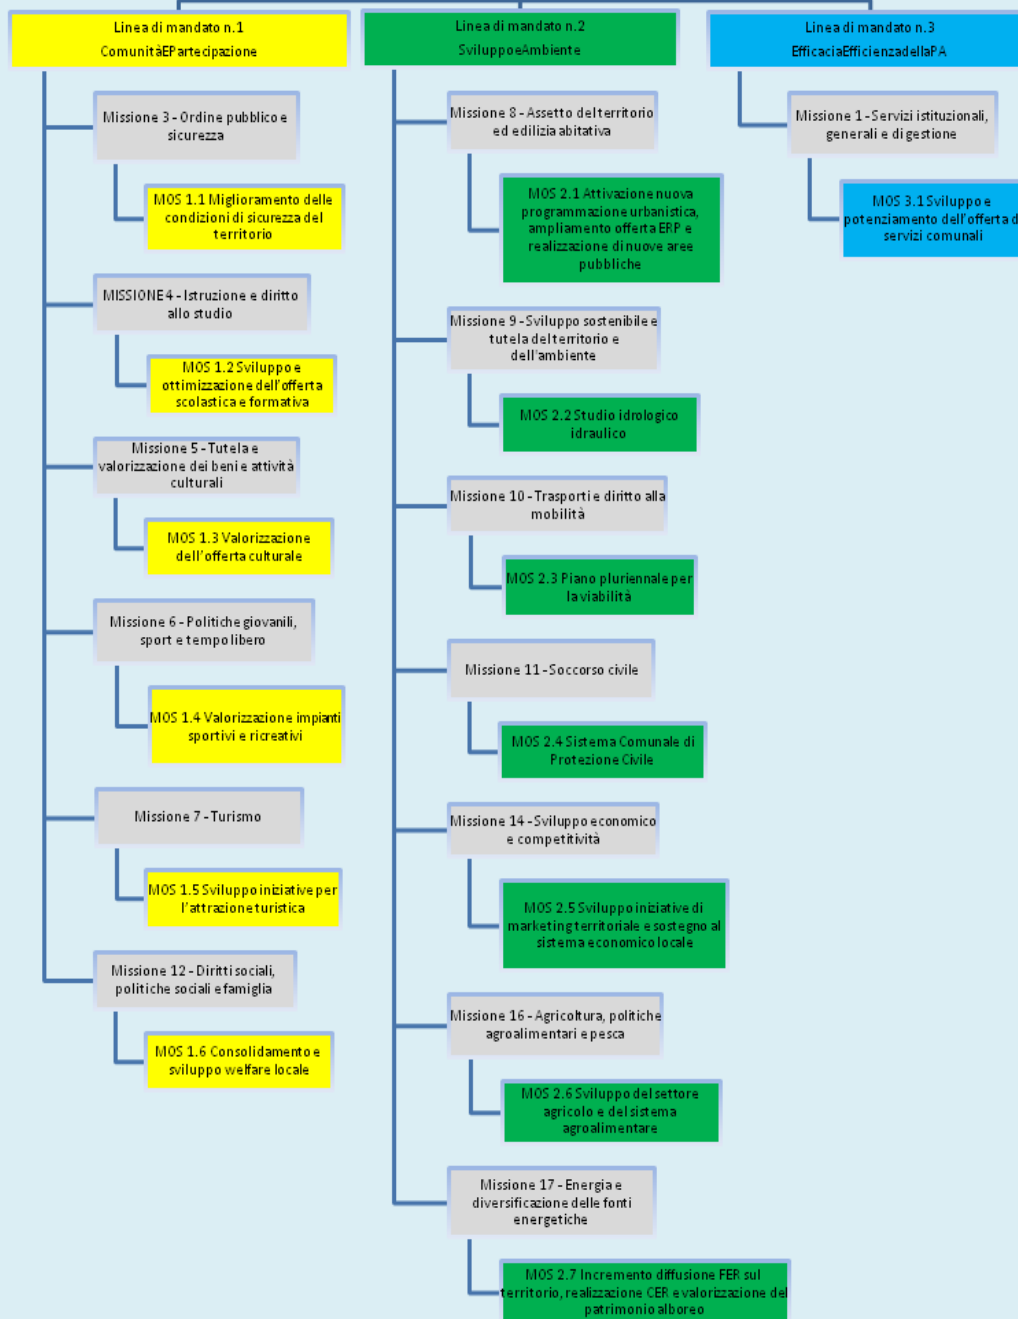 Linea di mandato n.1
ComunitàEPartecipazione
Missione 3 - Ordine pubblico e
sicurezza
MOS 1.1 Miglioramento delle
condizioni di sicurezza del
territorio
MISSIONE 4 - Istruzione e diritto
allo studio
MOS 1.2 Sviluppo e
ottimizzazione dell'offerta
scolastica e formativa
Missione 5 - Tutela e
valorizzazione dei beni e attività
culturali
MOS 1.3 Valorizzazione
dell'offerta culturale
Missione 6 - Politiche giovanili,
sport e tempo libero
MOS 1.4 Valorizzazione impianti
sportivi e ricreativi
Missione 7 - Turismo
MOS 1.5 Sviluppo iniziative per
l'attrazione turistica
Missione 12 - Diritti sociali,
politiche sociali e famiglia
MOS 1.6 Consolidamento e
sviluppo welfare locale
Linea di mandato n.2
SviluppoeAmbiente
Missione 8 - Assetto del territorio
ed edilizia abitativa
MOS 2.1 Attivazione nuova
programmazione urbanistica,
ampliamento offerta ERP e
realizzazione di nuove aree
pubbliche
Missione 9 - Sviluppo sostenibile e
tutela del territorio e
dell'ambiente
MOS 2.2 Studio idrologico
idraulico
Missione 10 - Trasporti e diritto alla
mobilità
MOS 2.3 Piano pluriennale per
la viabilità
Missione 11 - Soccorso civile
MOS 2.4 Sistema Comunale di
Protezione Civile
Missione 14 - Sviluppo economico
e competitività
MOS 2.5 Sviluppo iniziative di
marketing territoriale e sostegno al
sistema economico locale
Missione 16 - Agricoltura, politiche
agroalimentari e pesca
MOS 2.6 Sviluppo del settore
agricolo e del sistema
agroalimentare
Missione 17 - Energia e
diversificazione delle fonti
energetiche
MOS 2.7 Incremento diffusione FER sul
territorio, realizzazione CER e valorizzazione del
patrimonio alboreo
Linea di mandato n.3
EfficaciaEfficienzadellaPA
Missione 1 - Servizi istituzionali,
generali e di gestione
MOS 3.1 Sviluppo e
potenziamento dell'offerta d
servizi comunali